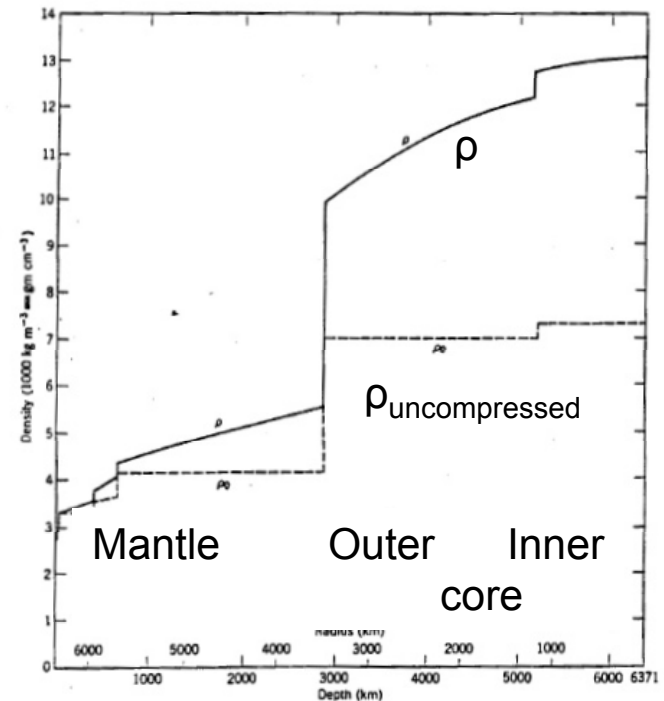 14
13
12
11
10
9
8
7
6
5
4
3
2
1
0
Density (1000 kg m⁻³ = gm cm⁻³)
ρ
ρ
ρ₀
ρuncompressed
ρ
ρ₀
Mantle Outer Inner
core
Radius (km)
6000 5000 4000 3000 2000 1000
1000 2000 3000 4000 5000 6000 6371
Depth (km)